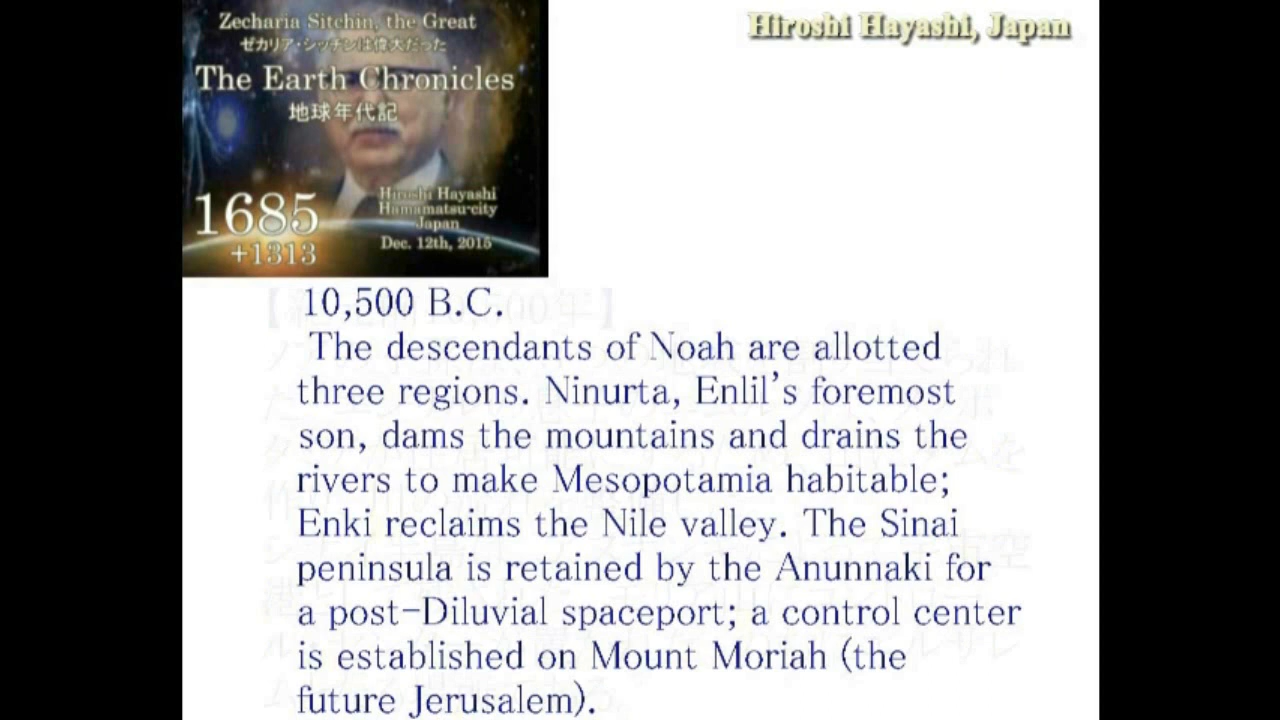 Zecharia Sitchin, the Great
ゼカリア・シッチンは偉大だった
The Earth Chronicles
地球年代記
1685
+1313
Hiroshi Hayashi
Hamamatsu-city
Japan
Dec. 12th, 2015
Hiroshi Hayashi, Japan
10,500 B.C.
The descendants of Noah are allotted
three regions. Ninurta, Enlil's foremost
son, dams the mountains and drains the
rivers to make Mesopotamia habitable;
Enki reclaims the Nile valley. The Sinai
peninsula is retained by the Anunnaki for
a post-Diluvial spaceport; a control center
is established on Mount Moriah (the
future Jerusalem).